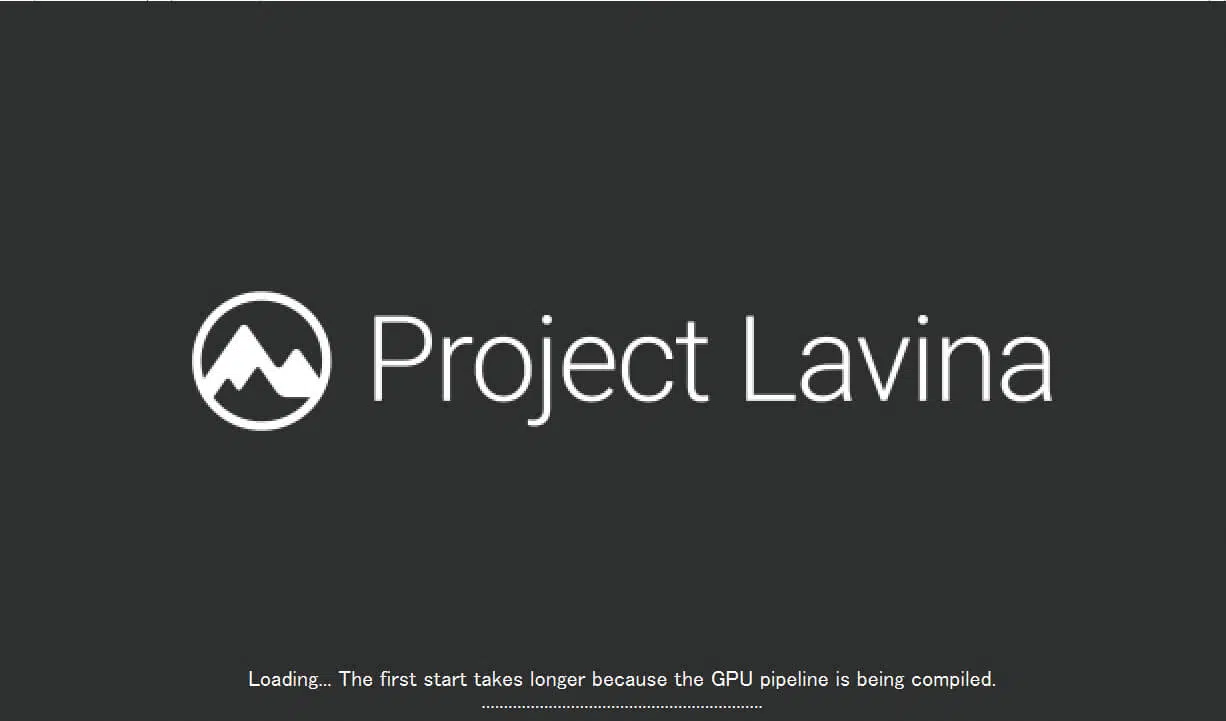 Project Lavina
Loading... The first start takes longer because the GPU pipeline is being compiled.